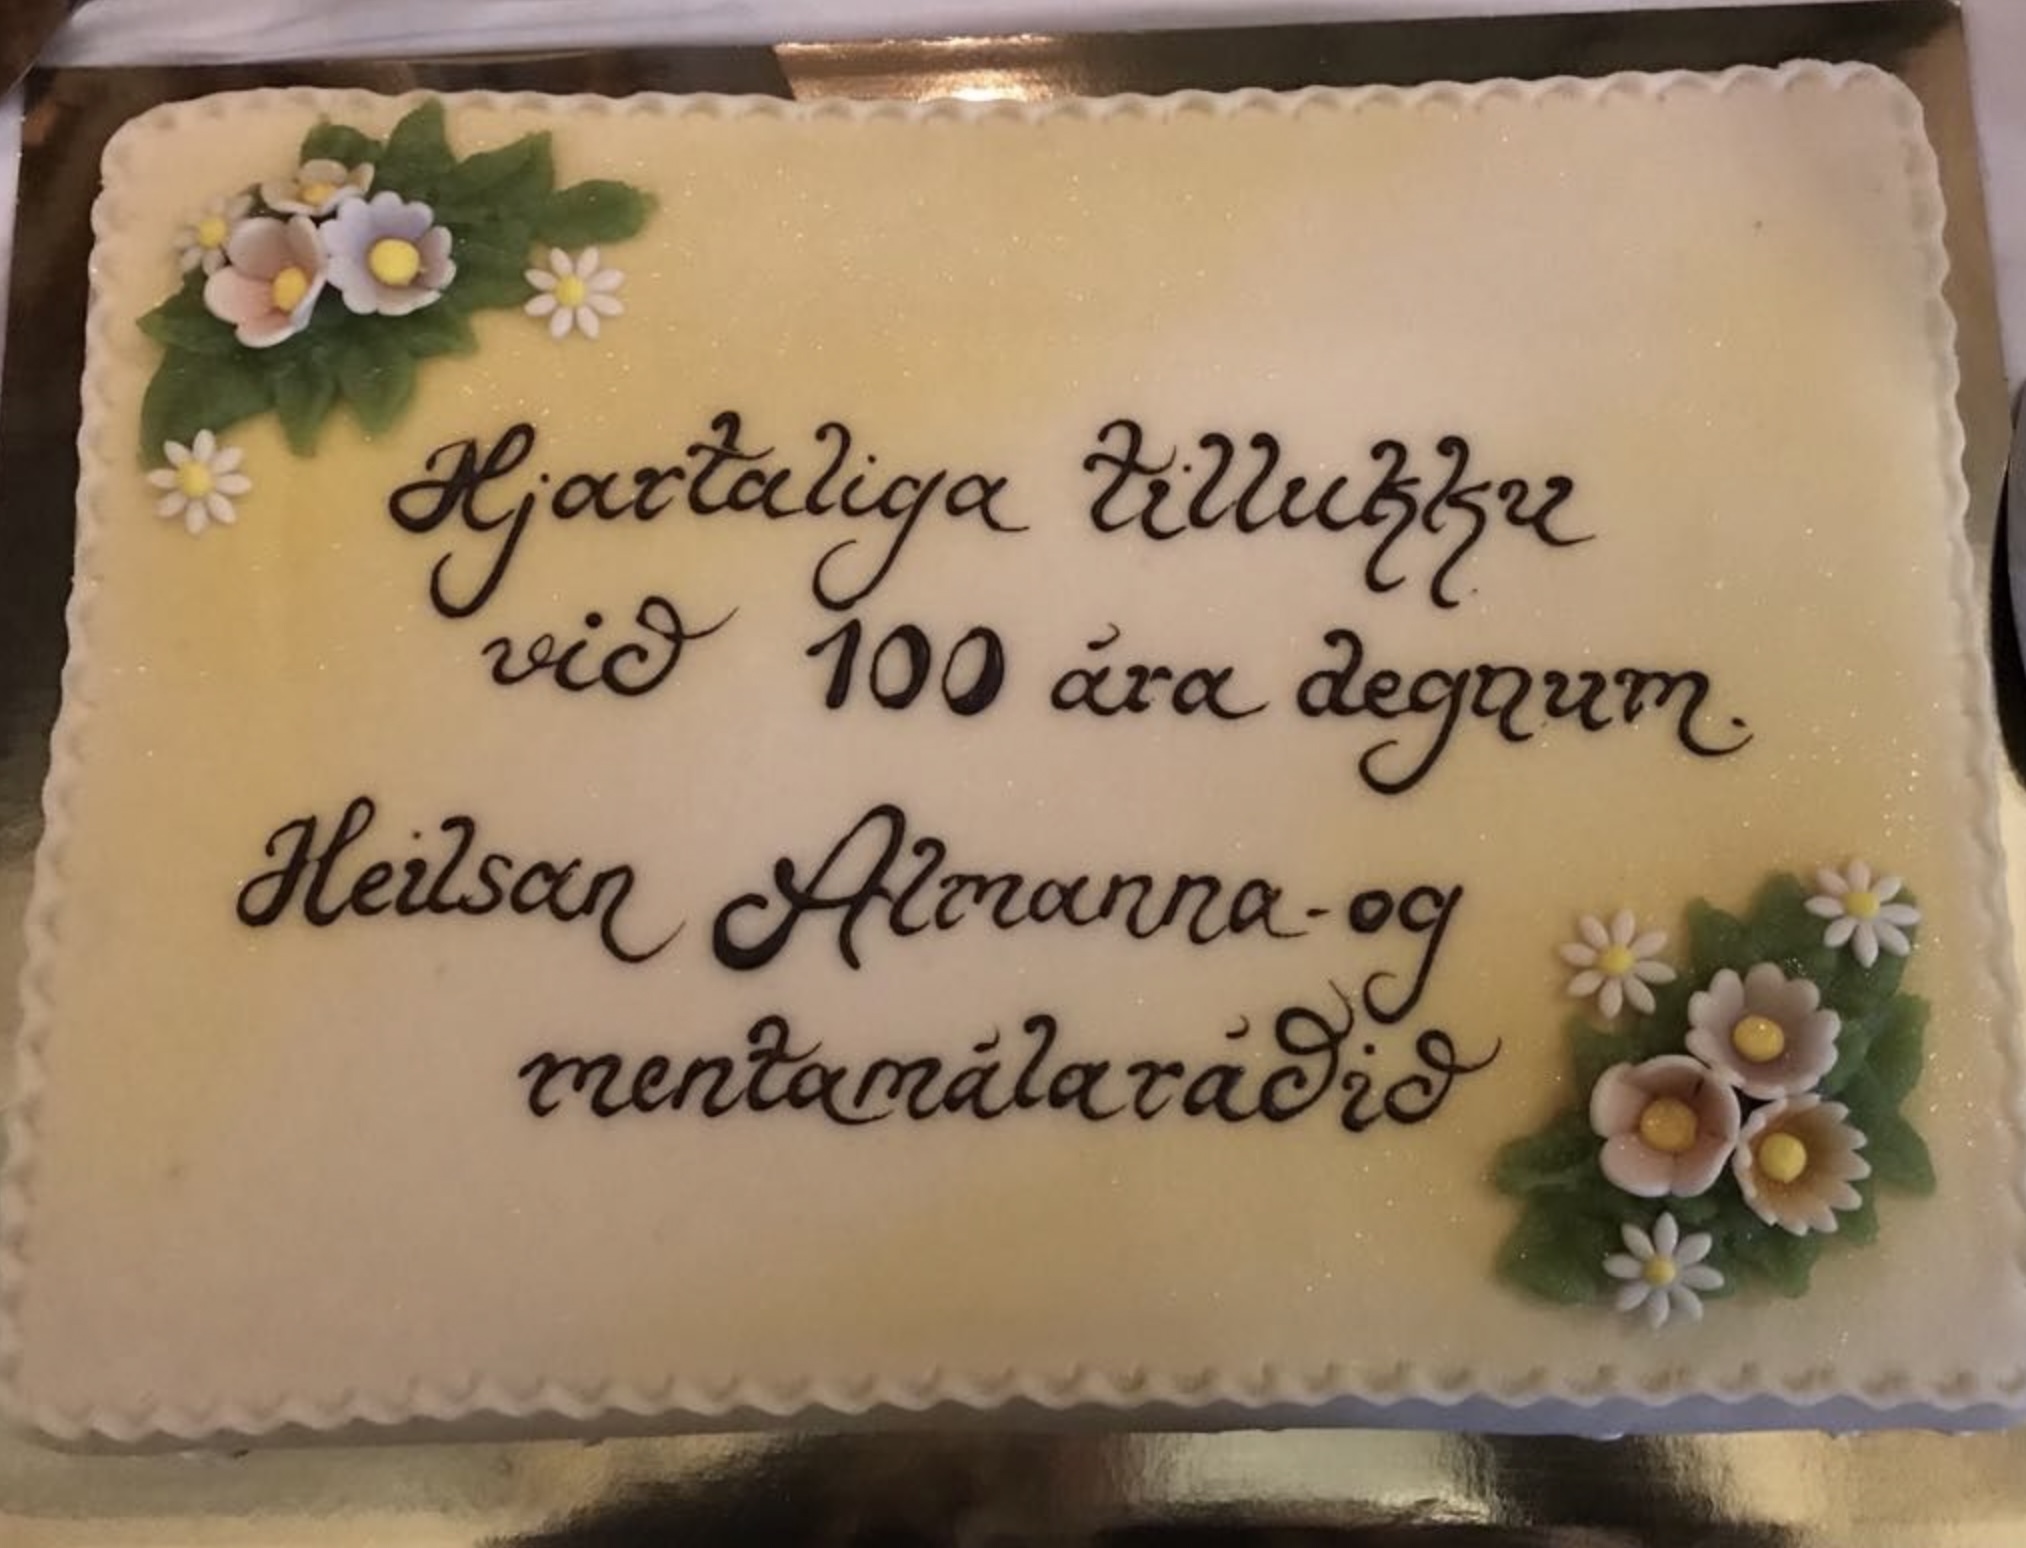 Hjartaliga tillukku
við 100 ára degnum.
Heilsan Almanna-og
mentamálaráðið